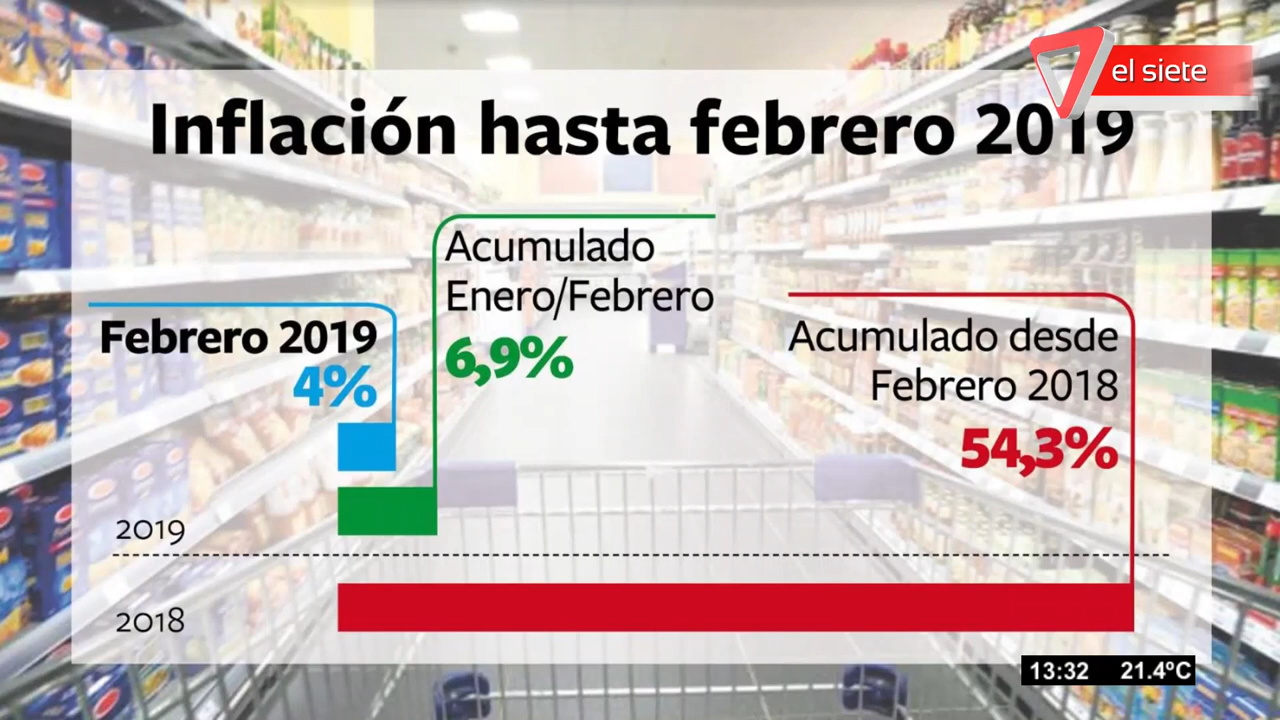 el siete
Inflación hasta febrero 2019
Acumulado
Enero/Febrero
6,9%
Febrero 2019
4%
Acumulado desde
Febrero 2018
54,3%
2019
2018
13:32 21.4ºC